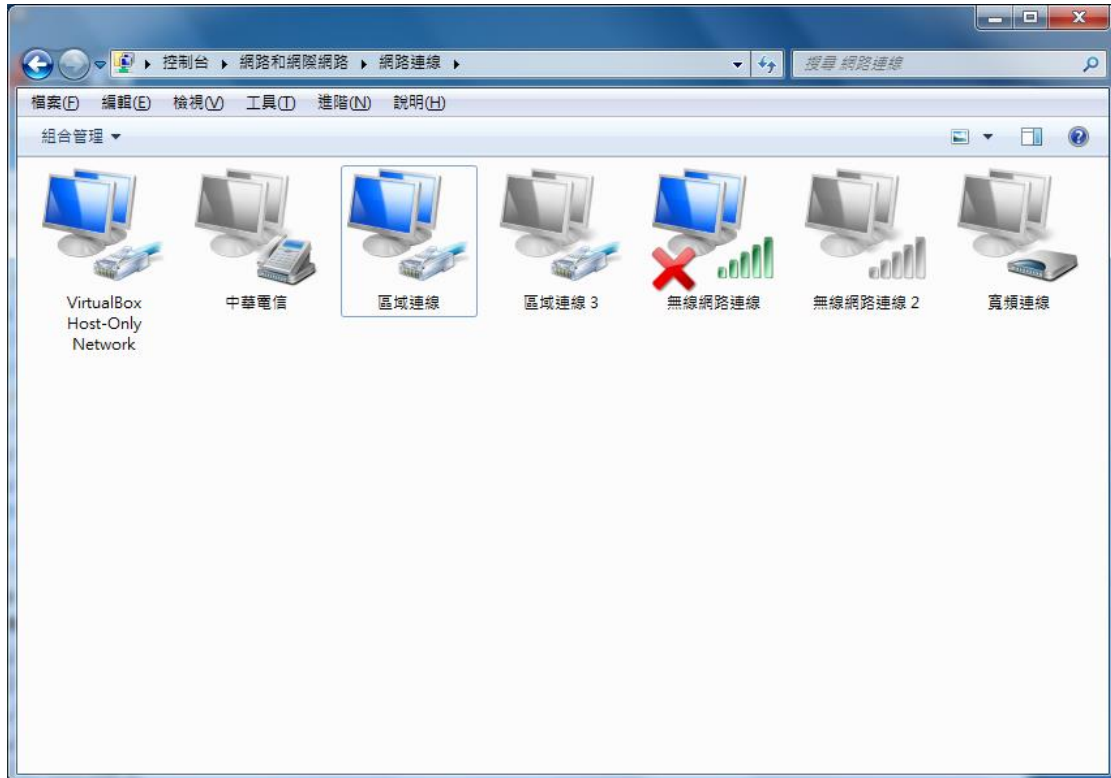 控制台 ▸ 網路和網際網路 ▸ 網路連線 ▸
搜尋 網路連線
檔案(F) 編輯(E) 檢視(V) 工具(T) 進階(N) 說明(H)
組合管理
VirtualBox
Host-Only
Network
中華電信
區域連線
區域連線 3
無線網路連線
無線網路連線 2
寬頻連線